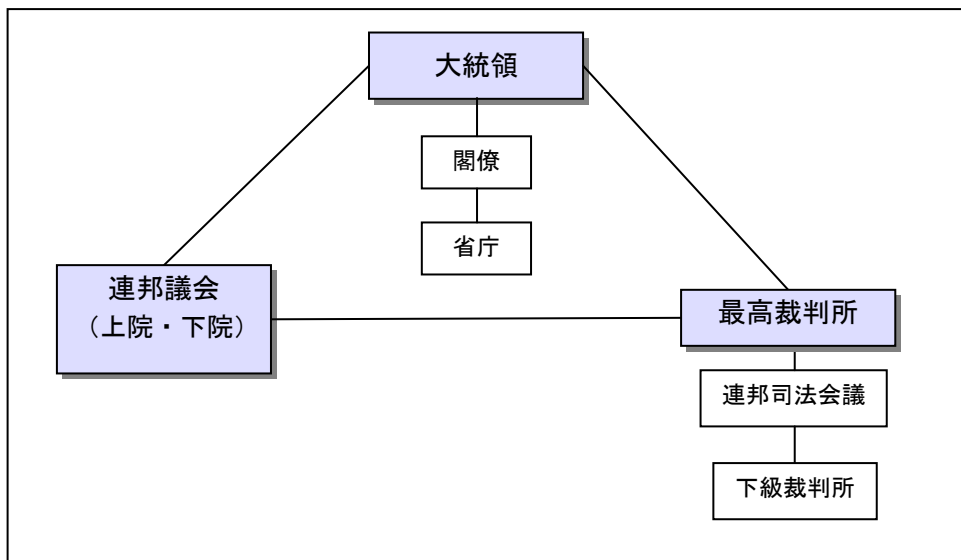 大統領
閣僚
省庁
連邦議会
（上院・下院）
最高裁判所
連邦司法会議
下級裁判所